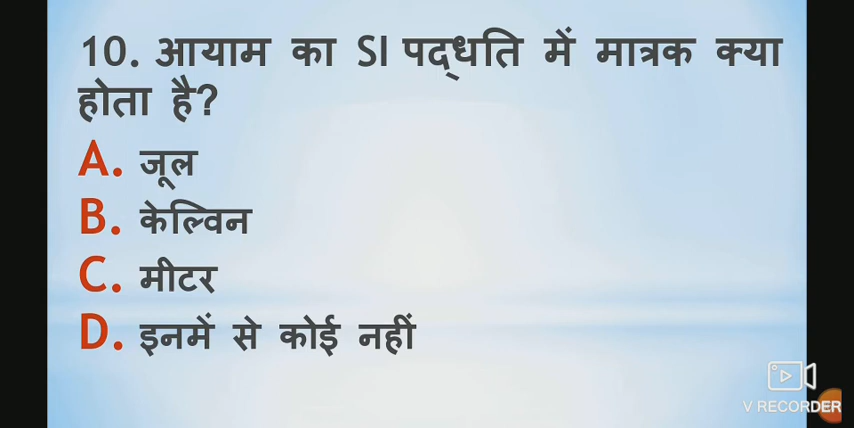 10. आयाम का SI पद्धति में मात्रक क्या
होता है?
A. जूल
B. केल्विन
C. मीटर
D. इनमें से कोई नहीं
V RECORDER